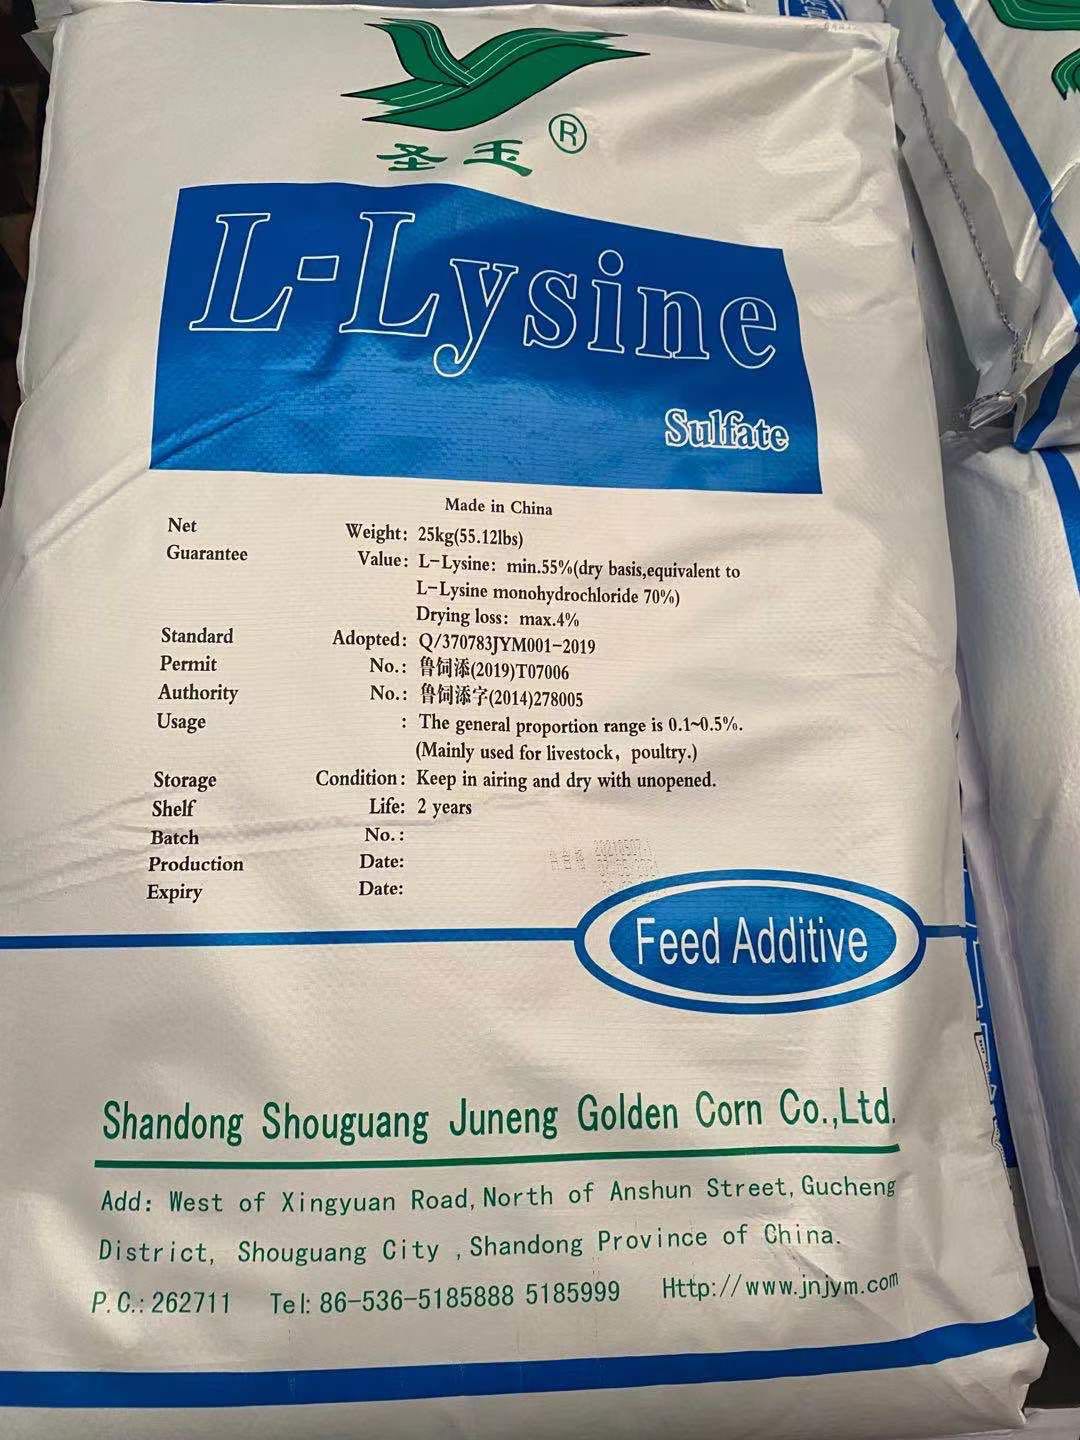 圣玉®
L-Lysine
Sulfate
Made in China
Net Weight: 25kg(55.12lbs)
Guarantee Value: L-Lysine: min.55%(dry basis,equivalent to
L-Lysine monohydrochloride 70%)
Drying loss: max.4%
Standard Adopted: Q/370783JYM001-2019
Permit No.: 鲁饲添(2019)T07006
Authority No.: 鲁饲添字(2014)278005
Usage : The general proportion range is 0.1~0.5%.
(Mainly used for livestock, poultry.)
Storage Condition: Keep in airing and dry with unopened.
Shelf Life: 2 years
Batch No.:
Production Date:
Expiry Date:
Feed Additive
Shandong Shouguang Juneng Golden Corn Co.,Ltd.
Add: West of Xingyuan Road,North of Anshun Street,Gucheng
District, Shouguang City ,Shandong Province of China.
P.C.:262711 Tel:86-536-5185888 5185999 Http://www.jnjym.com